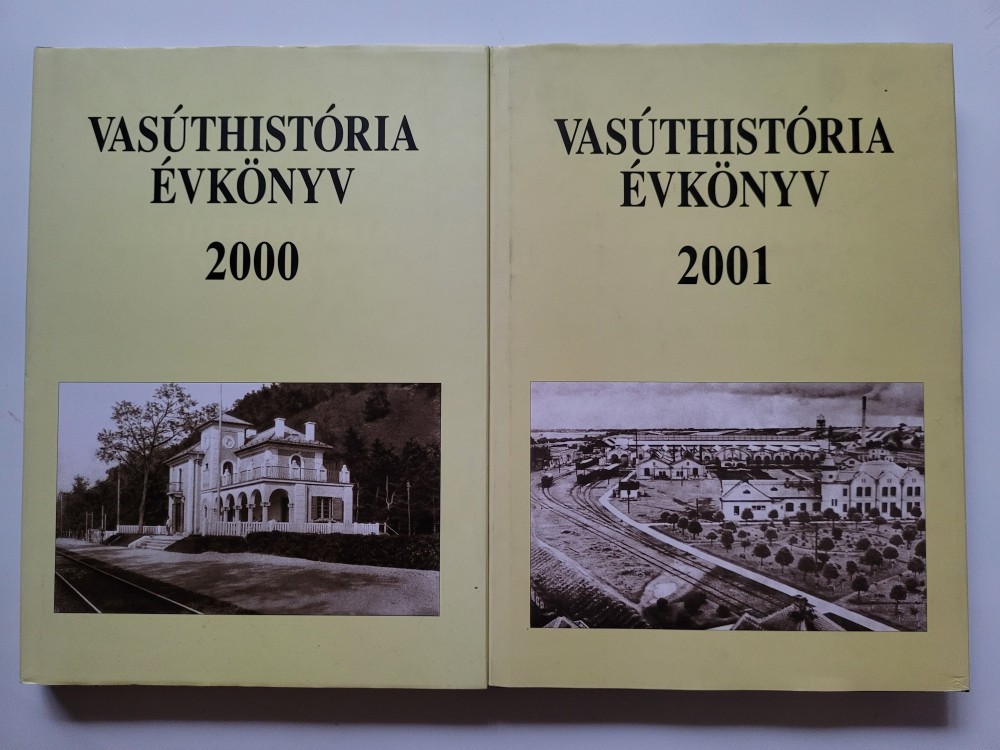 VASÚTHISTÓRIA
ÉVKÖNYV
2000
VASÚTHISTÓRIA
ÉVKÖNYV
2001